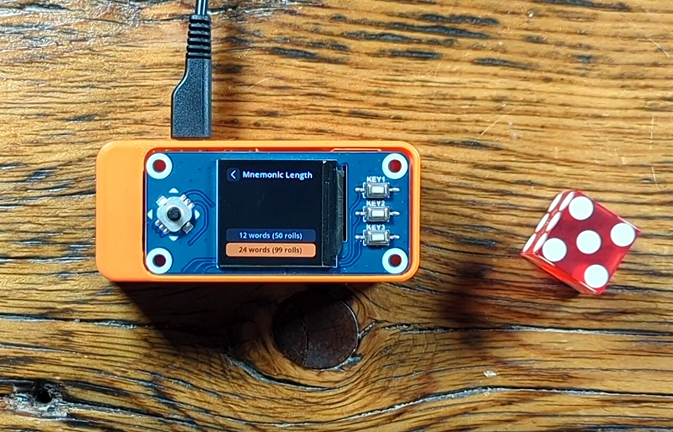 Mnemonic Length
12 words (50 rolls)
24 words (99 rolls)
KEY1
KEY2
KEY3